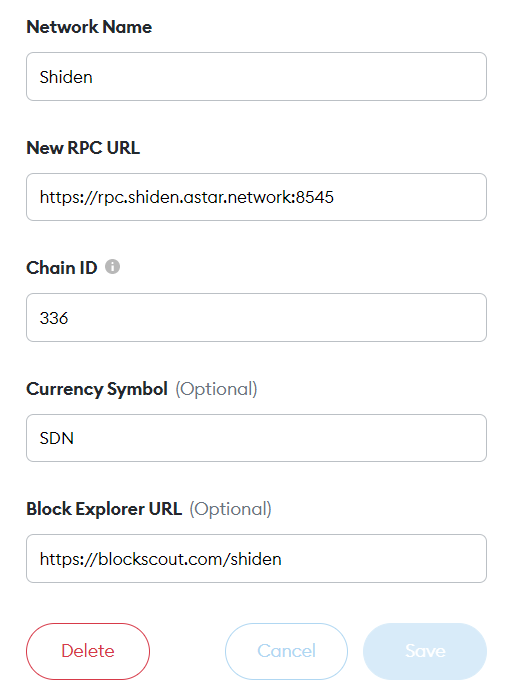 Network Name
Shiden
New RPC URL
https://rpc.shiden.astar.network:8545
Chain ID
336
Currency Symbol (Optional)
SDN
Block Explorer URL (Optional)
https://blockscout.com/shiden
Delete Cancel Save